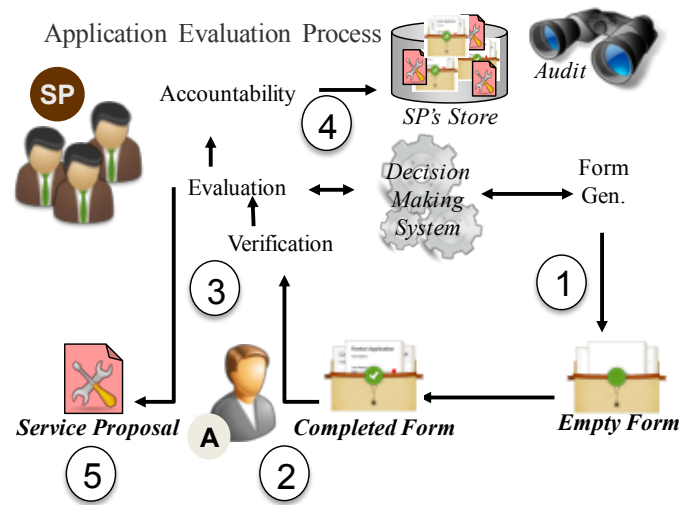 Application Evaluation Process
SP
Audit
Accountability
4
SP's Store
Evaluation
Decision
Making
System
Form
Gen.
Verification
3
1
Service Proposal
A
Completed Form
Empty Form
5
2